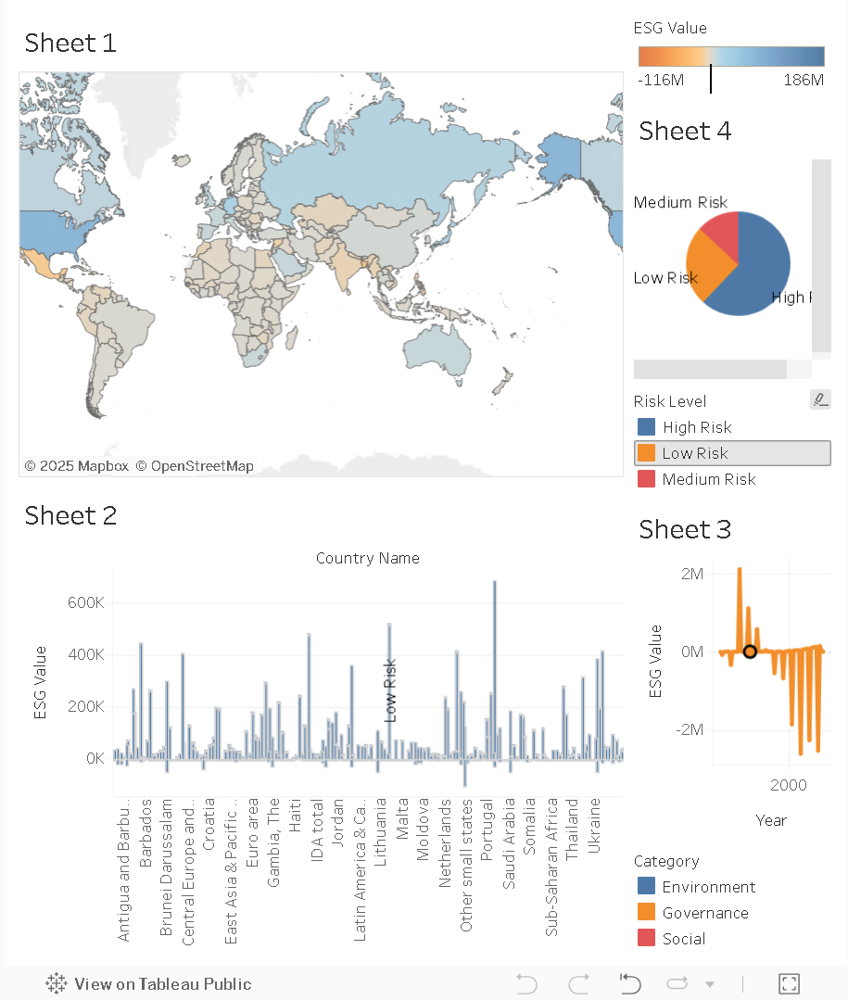 Sheet 1
© 2025 Mapbox © OpenStreetMap
ESG Value
-116M 186M
Sheet 4
Medium Risk
Low Risk
High
Risk Level
High Risk
Low Risk
Medium Risk
Sheet 2
Country Name
ESG Value
600K
400K
200K
0K
Low Risk
Antigua and Barbu..
Barbados
Brunei Darussalam
Central Europe and..
Croatia
East Asia & Pacific ..
Euro area
Gambia, The
Haiti
IDA total
Jordan
Latin America & Ca..
Lithuania
Malta
Moldova
Netherlands
Other small states
Portugal
Saudi Arabia
Somalia
Sub-Saharan Africa
Thailand
Ukraine
Sheet 3
ESG Value
2M
0M
-2M
2000
Year
Category
Environment
Governance
Social
View on Tableau Public